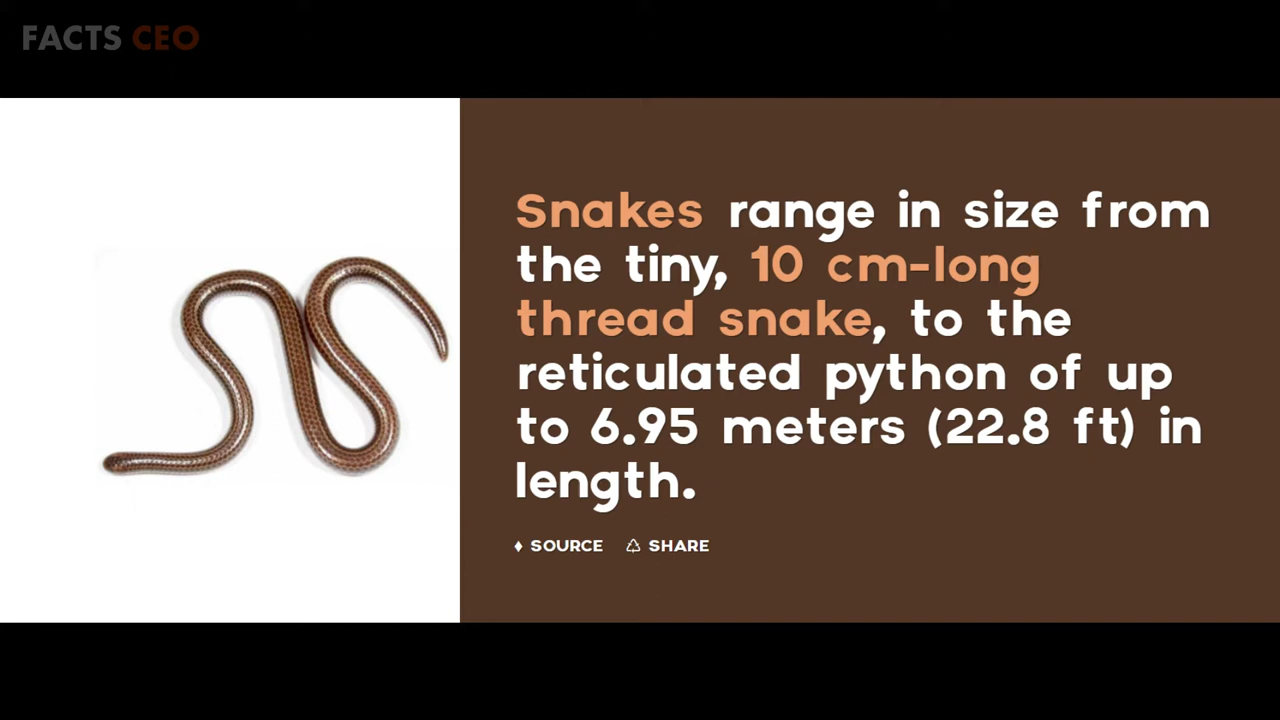 FACTS CEO
Snakes range in size from
the tiny, 10 cm-long
thread snake, to the
reticulated python of up
to 6.95 meters (22.8 ft) in
length.
SOURCE SHARE